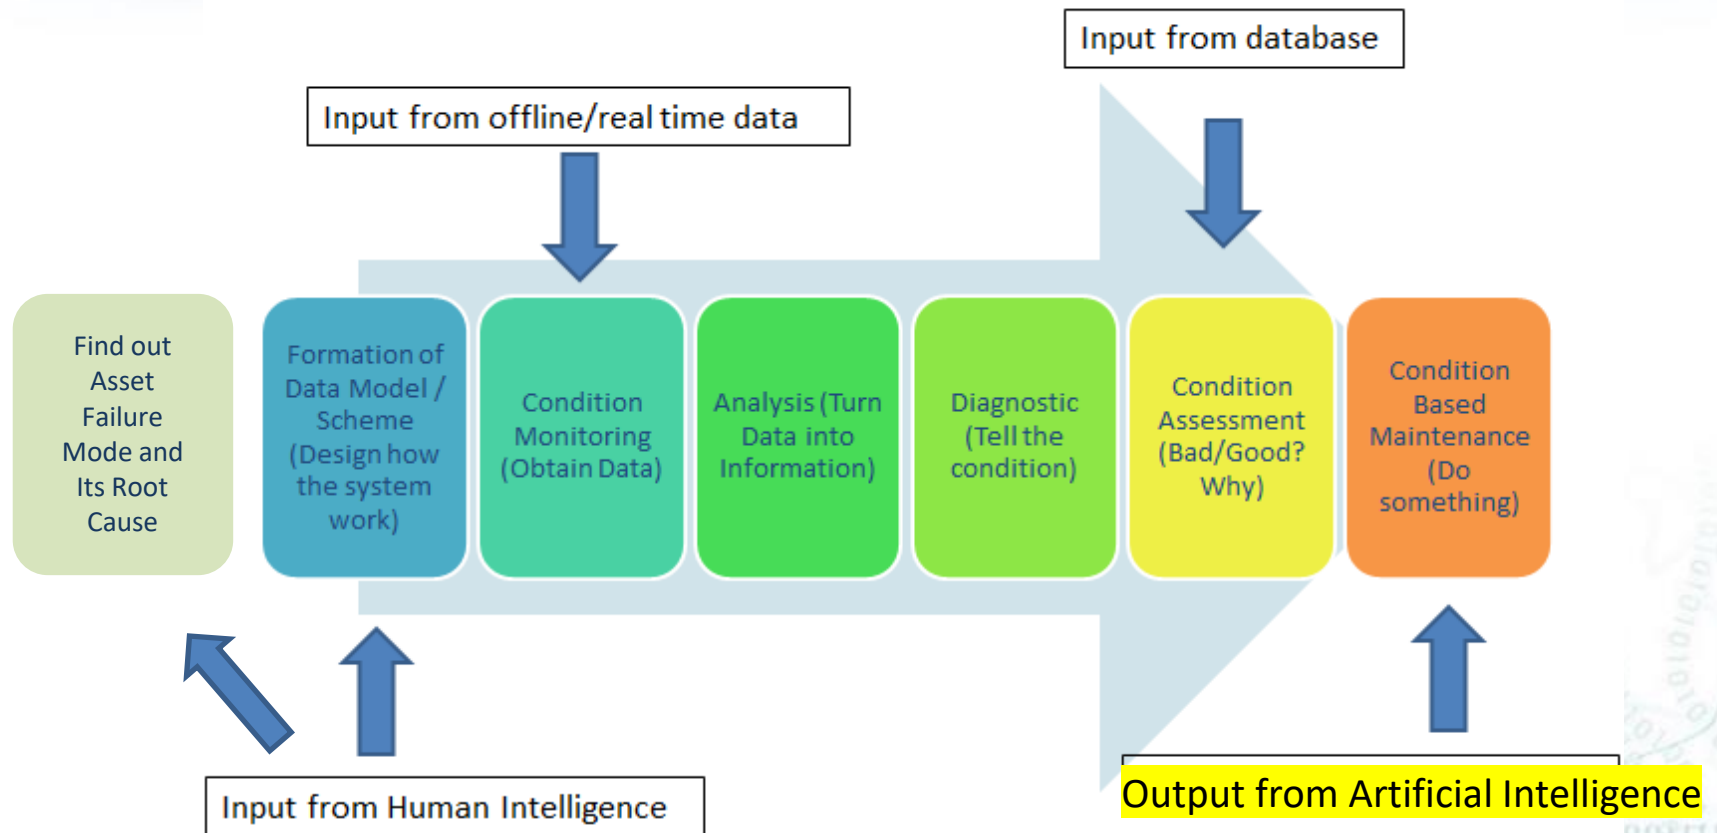 Input from database
Input from offline/real time data
Find out
Asset
Failure
Mode and
Its Root
Cause
Formation of
Data Model /
Scheme
(Design how
the system
work)
Condition
Monitoring
(Obtain Data)
Analysis (Turn
Data into
Information)
Diagnostic
(Tell the
condition)
Condition
Assessment
(Bad/Good?
Why)
Condition
Based
Maintenance
(Do
something)
Input from Human Intelligence
Output from Artificial Intelligence